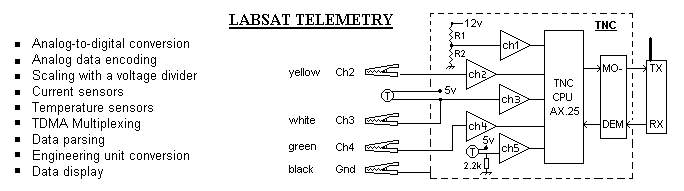 LABSAT TELEMETRY
Analog-to-digital conversion
Analog data encoding
Scaling with a voltage divider
Current sensors
Temperature sensors
TDMA Multiplexing
Data parsing
Engineering unit conversion
Data display
TNC
12v
R1
R2
ch1
yellow Ch2
ch2
5v
T
ch3
white Ch3
green Ch4
ch4
5v
T
ch5
2.2k
black Gnd
TNC
CPU
AX.25
MO-
DEM
TX
RX